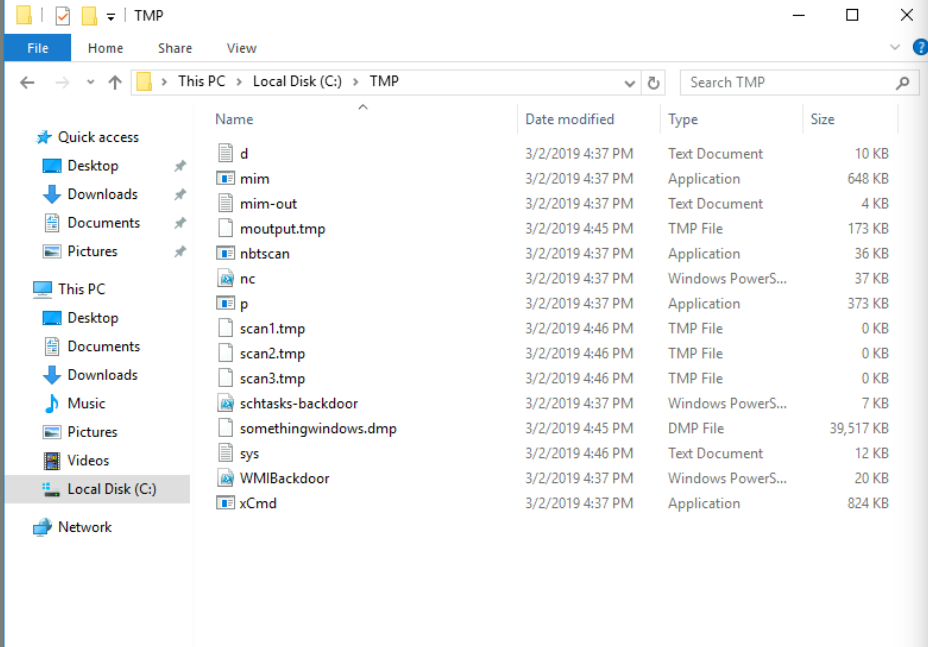 TMP
File Home Share View
This PC Local Disk (C:) TMP Search TMP
Name Date modified Type Size
Quick access
Desktop
Downloads
Documents
Pictures
This PC
Desktop
Documents
Downloads
Music
Pictures
Videos
Local Disk (C:)
Network
d 3/2/2019 4:37 PM Text Document 10 KB
mim 3/2/2019 4:37 PM Application 648 KB
mim-out 3/2/2019 4:37 PM Text Document 4 KB
moutput.tmp 3/2/2019 4:45 PM TMP File 173 KB
nbtscan 3/2/2019 4:37 PM Application 36 KB
nc 3/2/2019 4:37 PM Windows PowerS... 37 KB
p 3/2/2019 4:37 PM Application 373 KB
scan1.tmp 3/2/2019 4:46 PM TMP File 0 KB
scan2.tmp 3/2/2019 4:46 PM TMP File 0 KB
scan3.tmp 3/2/2019 4:46 PM TMP File 0 KB
schtasks-backdoor 3/2/2019 4:37 PM Windows PowerS... 7 KB
somethingwindows.dmp 3/2/2019 4:45 PM DMP File 39,517 KB
sys 3/2/2019 4:46 PM Text Document 12 KB
WMIBackdoor 3/2/2019 4:37 PM Windows PowerS... 20 KB
xCmd 3/2/2019 4:37 PM Application 824 KB